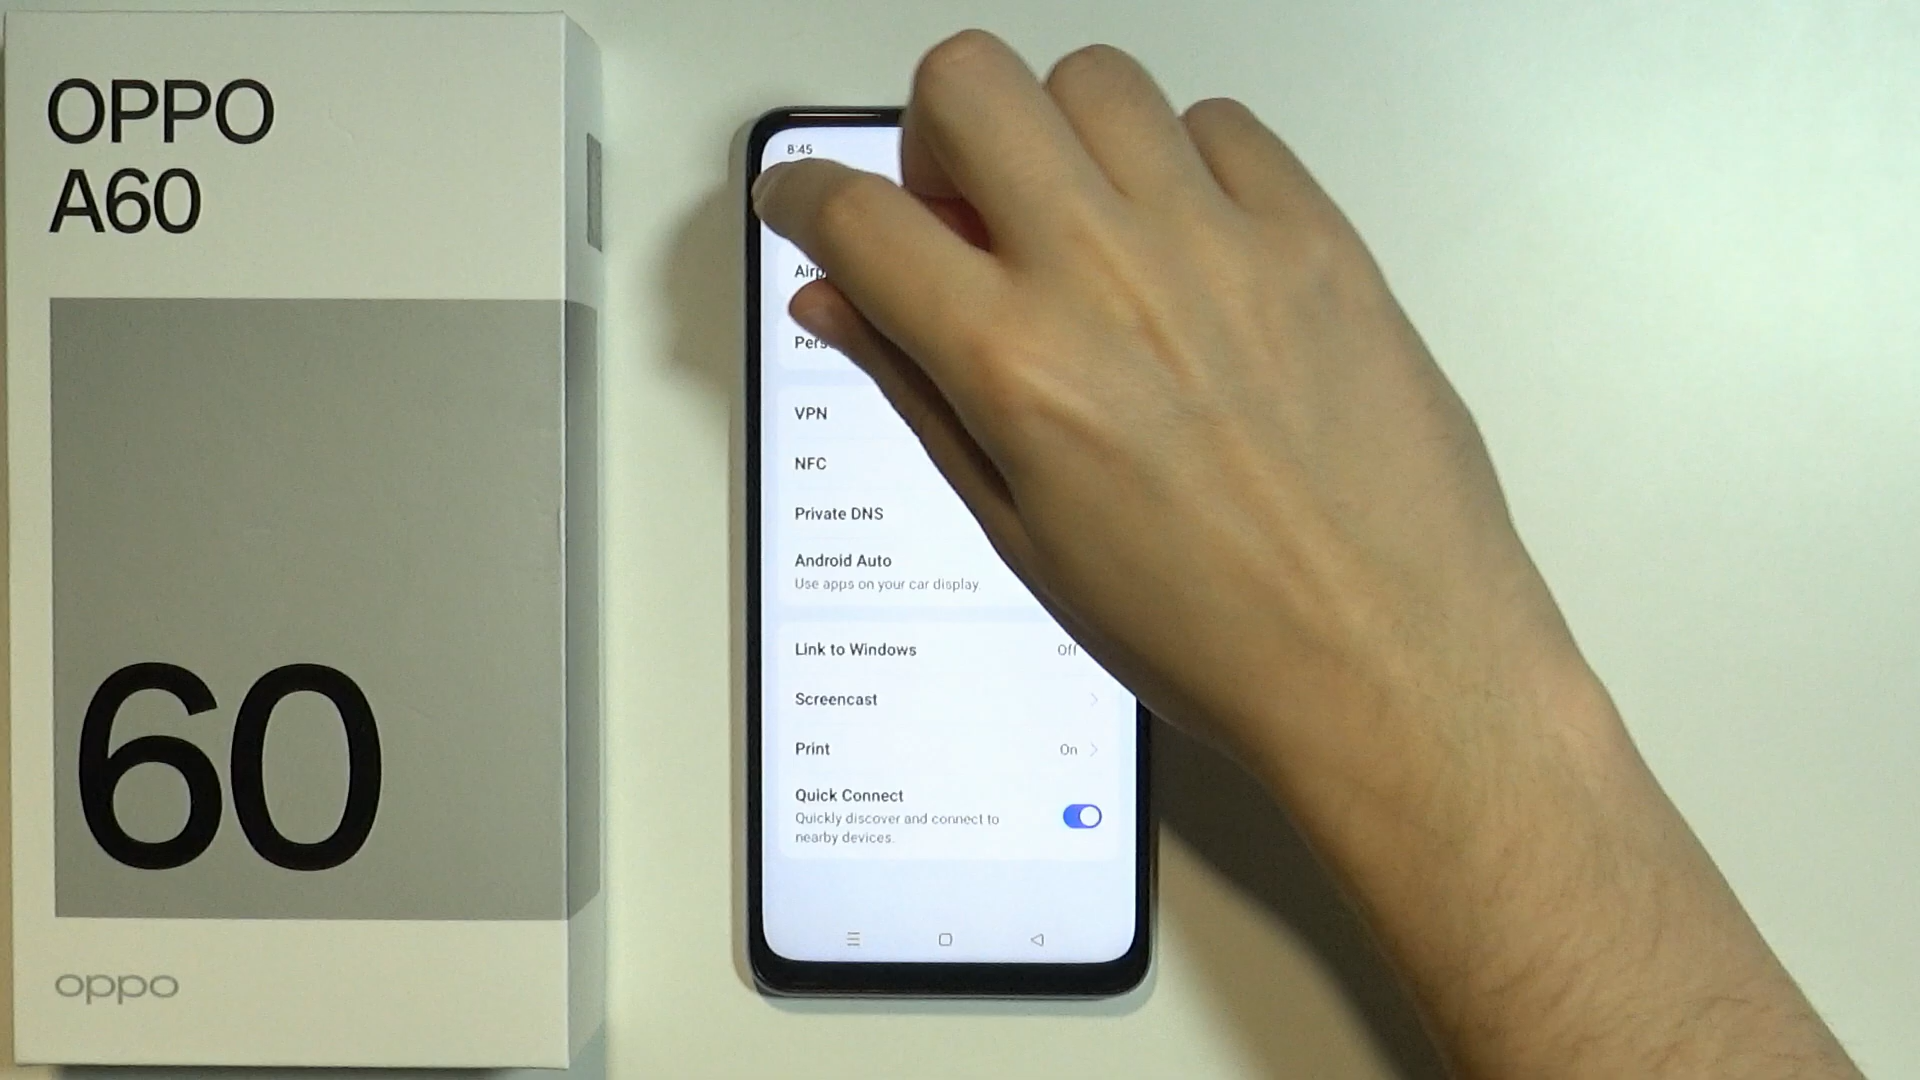 OPPO
A60
60
oppo
8:45
VPN
NFC
Private DNS
Android Auto
Use apps on your car display.
Link to Windows Off
Screencast
Print On
Quick Connect
Quickly discover and connect to
nearby devices.